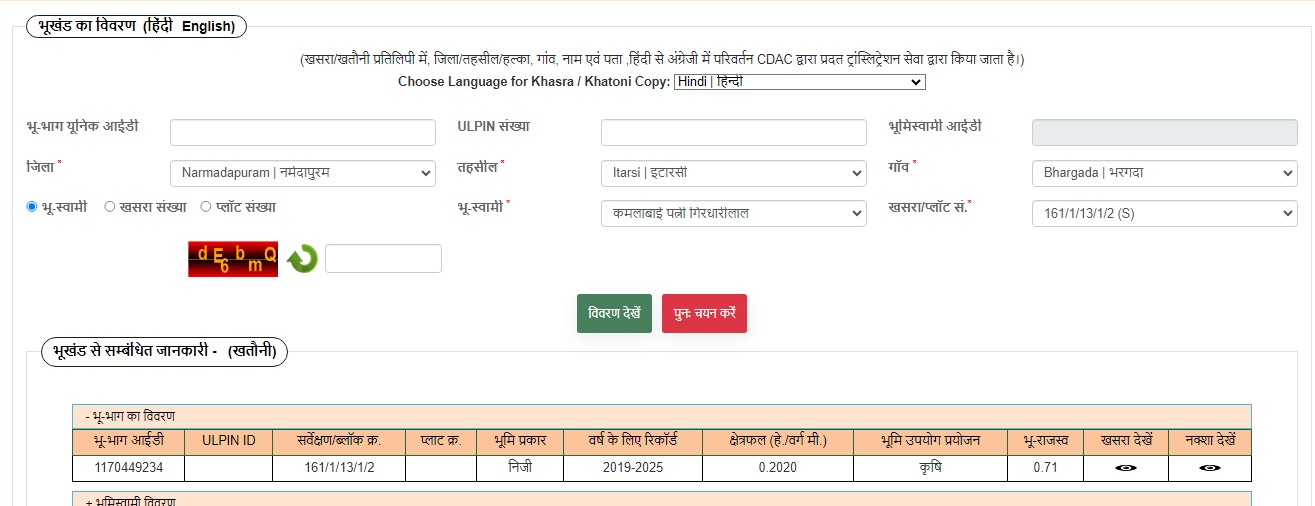 भूखंड का विवरण (हिंदी English)
(खसरा/खतौनी प्रतिलिपी में, जिला/तहसील/हल्का, गांव, नाम एवं पता ,हिंदी से अंग्रेजी में परिवर्तन CDAC द्वारा प्रदत ट्रांस्लिट्रेशन सेवा द्वारा किया जाता है।)
Choose Language for Khasra / Khatoni Copy: Hindi | हिन्दी
भू-भाग यूनिक आईडी ULPIN संख्या भूमिस्वामी आईडी
जिला * Narmadapuram | नर्मदापुरम तहसील * Itarsi | इटारसी गाँव * Bhargada | भरगदा
भू-स्वामी खसरा संख्या प्लॉट संख्या भू-स्वामी * कमलाबाई पत्नी गिरधारीलाल खसरा/प्लॉट सं.* 161/1/13/1/2 (S)
d E 6 b m Q
विवरण देखें पुनः चयन करें
भूखंड से सम्बंधित जानकारी - (खतौनी)
- भू-भाग का विवरण
भू-भाग आईडी ULPIN ID सर्वेक्षण/ब्लॉक क्र. प्लाट क्र. भूमि प्रकार वर्ष के लिए रिकॉर्ड क्षेत्रफल (हे./वर्ग मी.) भूमि उपयोग प्रयोजन भू-राजस्व खसरा देखें नक्शा देखें
1170449234 161/1/13/1/2 निजी 2019-2025 0.2020 कृषि 0.71
+ भूमिस्वामी विवरण